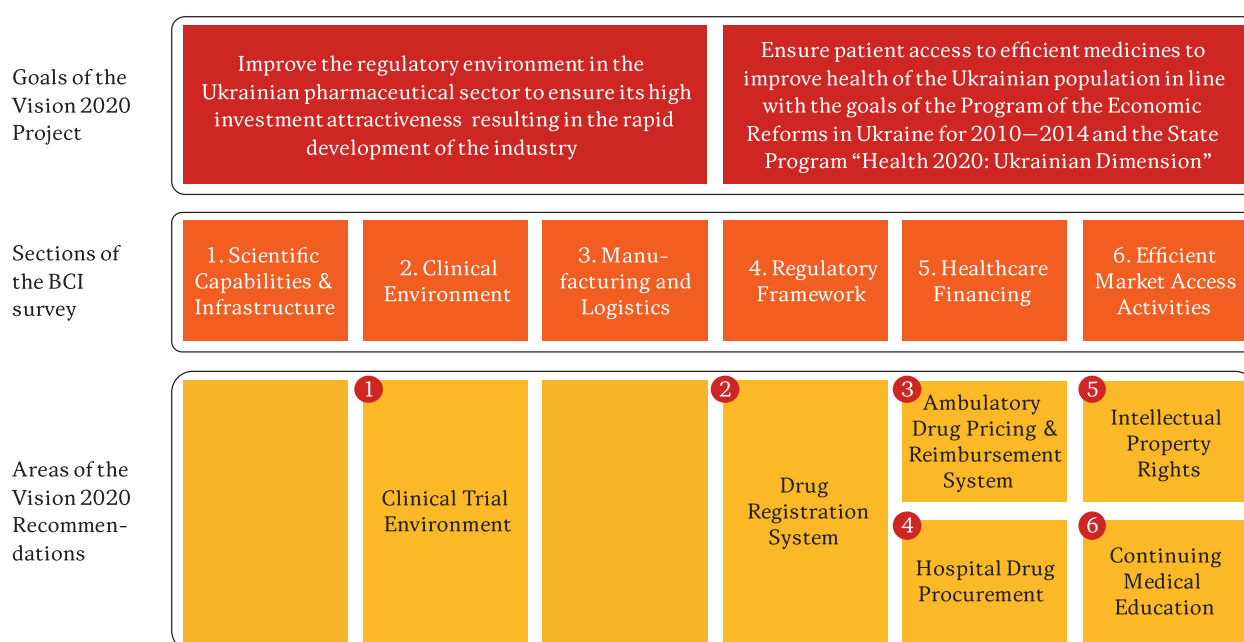 Goals of the
Vision 2020
Project
Improve the regulatory environment in the
Ukrainian pharmaceutical sector to ensure its high
investment attractiveness resulting in the rapid
development of the industry
Ensure patient access to efficient medicines to
improve health of the Ukrainian population in line
with the goals of the Program of the Economic
Reforms in Ukraine for 2010—2014 and the State
Program “Health 2020: Ukrainian Dimension”
Sections of
the BCI
survey
1. Scientific
Capabilities &
Infrastructure
2. Clinical
Environment
3. Manu-
facturing and
Logistics
4. Regulatory
Framework
5. Healthcare
Financing
6. Efficient
Market Access
Activities
Areas of the
Vision 2020
Recommen-
dations
1
Clinical Trial
Environment
2
Drug
Registration
System
3
Ambulatory
Drug Pricing &
Reimbursement
System
4
Hospital Drug
Procurement
5
Intellectual
Property
Rights
6
Continuing
Medical
Education